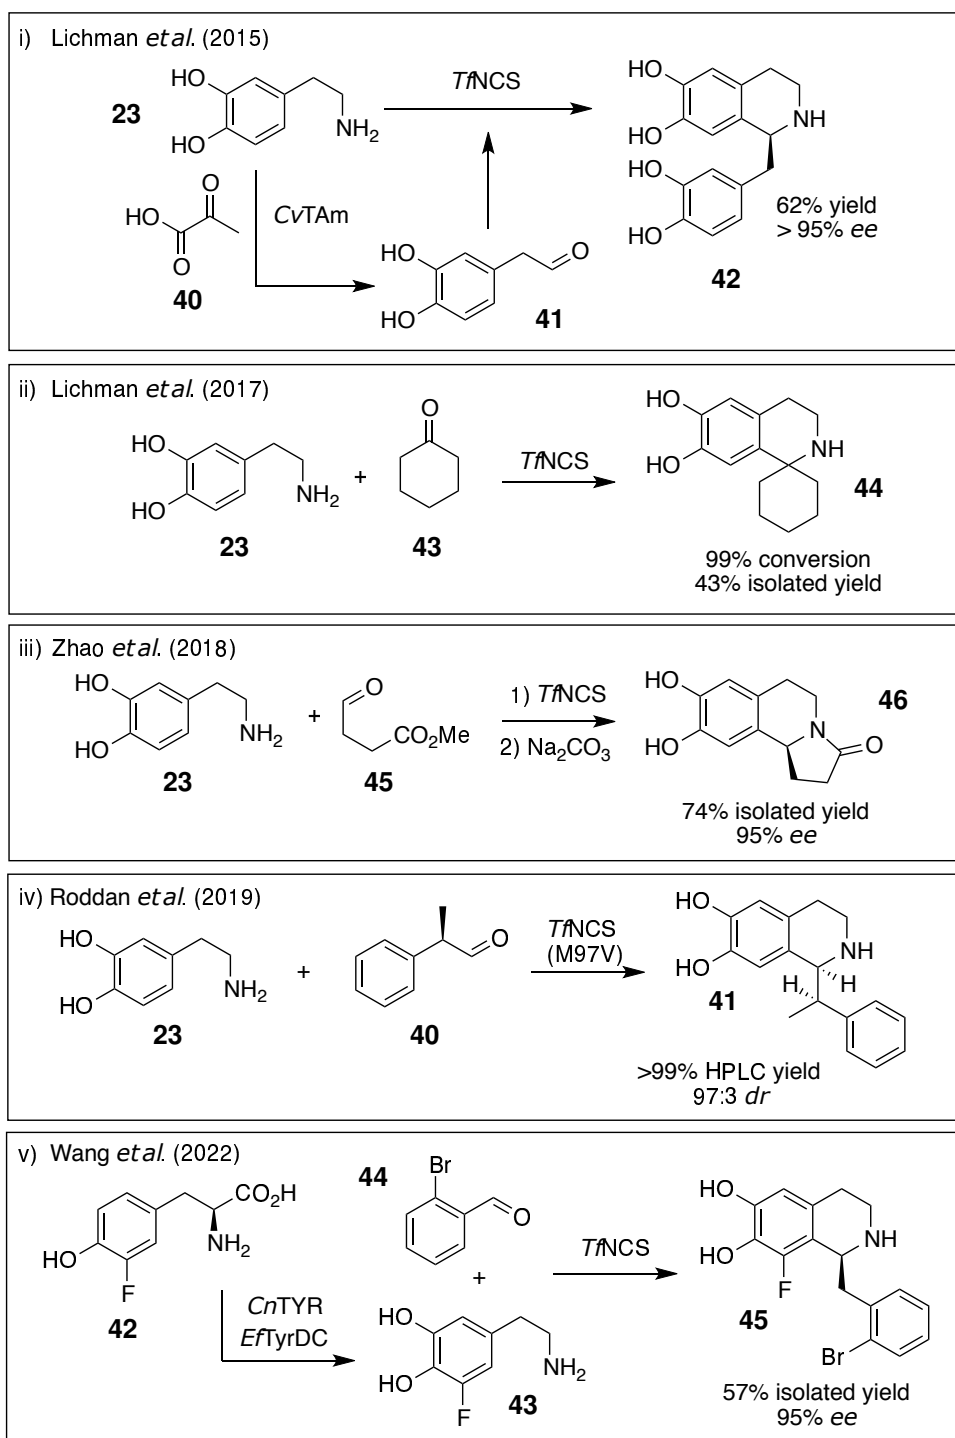 i) Lichman et al. (2015)
HO
HO
23
NH2
TfNCS
HO
HO
NH
HO
HO
62% yield
> 95% ee
42
O
HO
O
40
CvTAm
HO
HO
O
41
ii) Lichman et al. (2017)
HO
HO
NH2
23
+
O
43
TfNCS
HO
HO
NH
44
99% conversion
43% isolated yield
iii) Zhao et al. (2018)
HO
HO
NH2
23
+
O
CO2Me
45
1) TfNCS
2) Na2CO3
HO
HO
N
O
46
74% isolated yield
95% ee
iv) Roddan et al. (2019)
HO
HO
NH2
23
+
O
40
TfNCS
(M97V)
HO
HO
NH
H
H
41
>99% HPLC yield
97:3 dr
v) Wang et al. (2022)
CO2H
NH2
HO
F
42
CnTYR
EfTyrDC
44
Br
O
+
HO
HO
F
NH2
43
TfNCS
HO
HO
F
NH
Br
45
57% isolated yield
95% ee